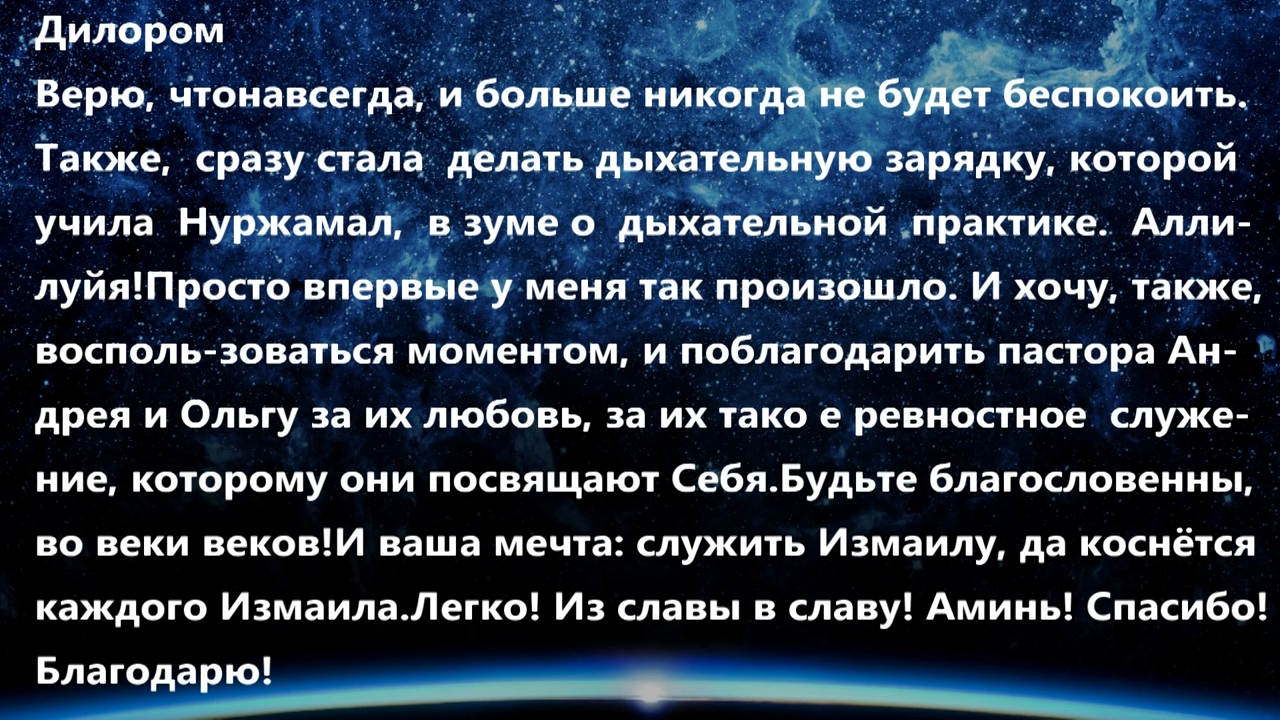 Дилором
Верю, чтонавсегда, и больше никогда не будет беспокоить.
Также,  сразу стала  делать дыхательную зарядку, которой
учила  Нуржамал,  в зуме о  дыхательной  практике.  Алли-
луйя!Просто впервые у меня так произошло. И хочу, также,
восполь-зоваться моментом, и поблагодарить пастора Ан-
дрея и Ольгу за их любовь, за их тако е ревностное  служе-
ние, которому они посвящают Себя.Будьте благословенны,
во веки веков!И ваша мечта: служить Измаилу, да коснётся
каждого Измаила.Легко! Из славы в славу! Аминь! Спасибо!
Благодарю!